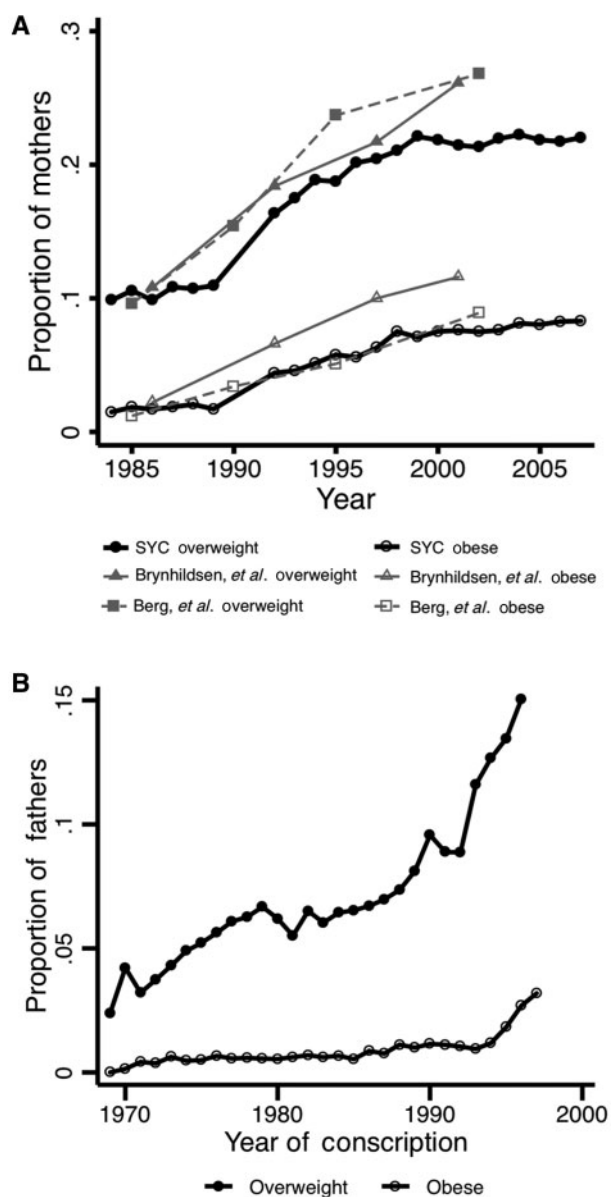 A
Proportion of mothers
.3
.2
.1
0
1985 1990 1995 2000 2005
Year
SYC overweight SYC obese
Brynhildsen, et al. overweight Brynhildsen, et al. obese
Berg, et al. overweight Berg, et al. obese
B
Proportion of fathers
.15
.1
.05
0
1970 1980 1990 2000
Year of conscription
Overweight Obese